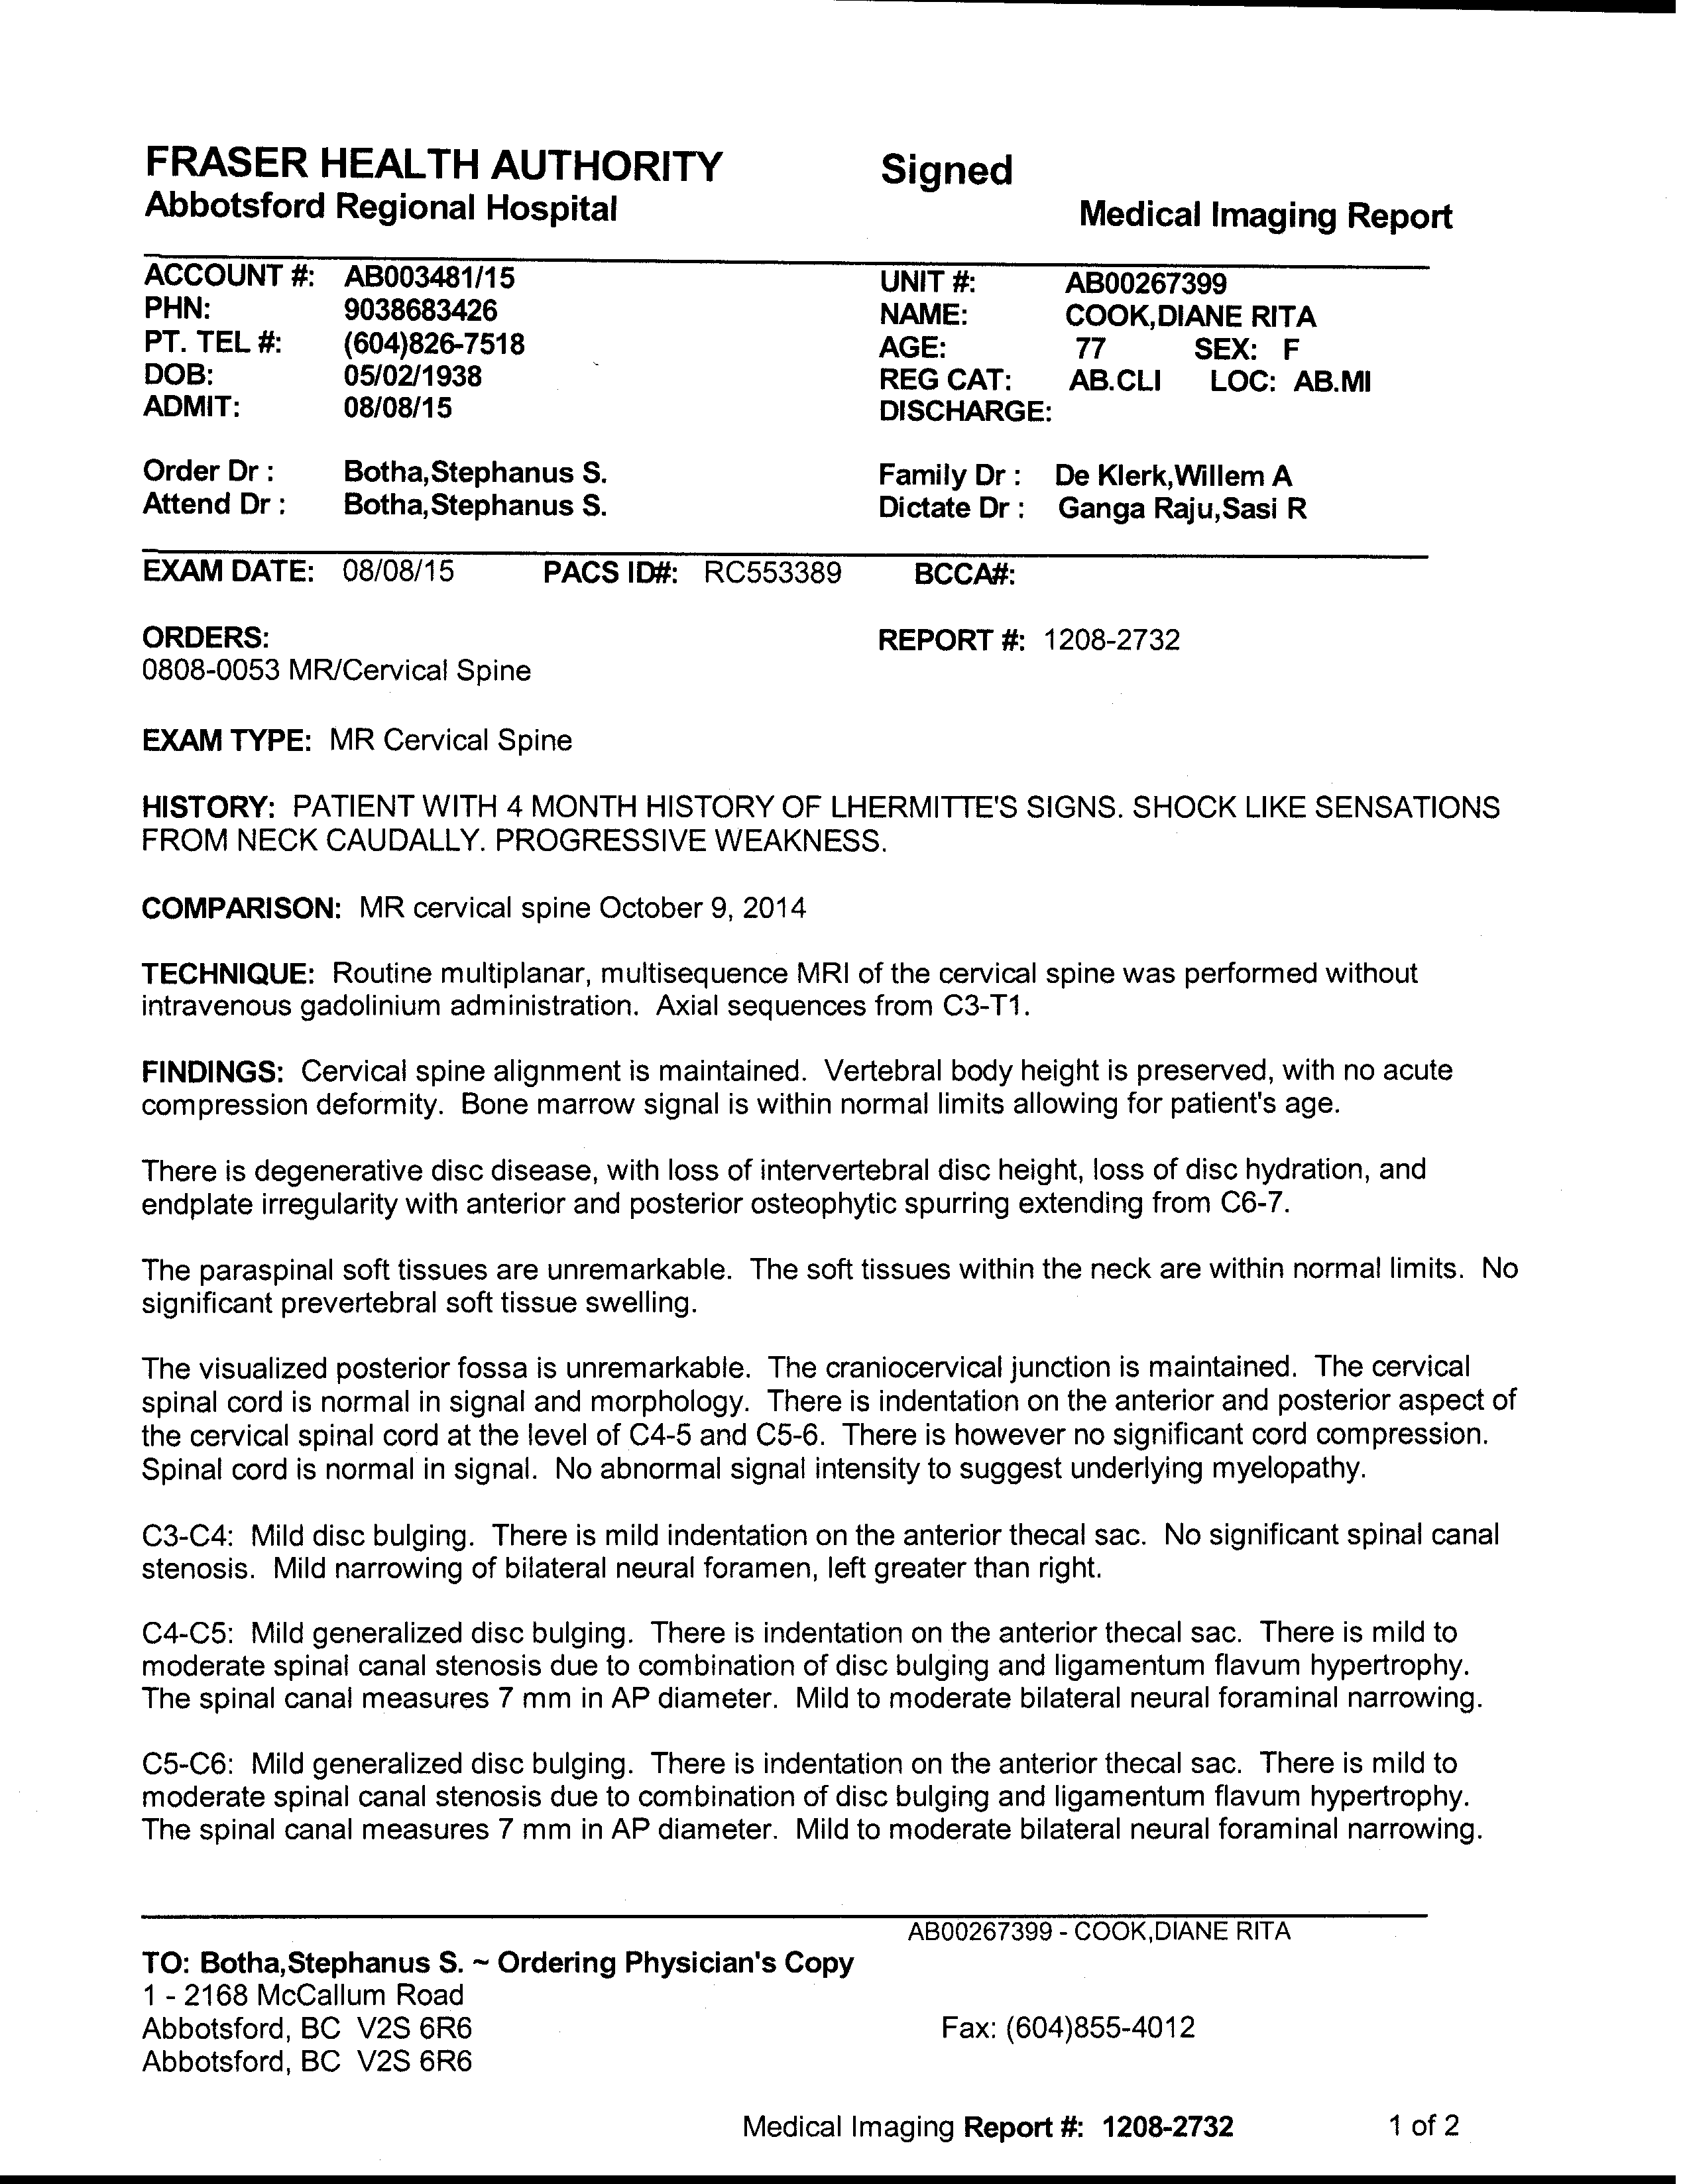 FRASER HEALTH AUTHORITY Signed
Abbotsford Regional Hospital Medical Imaging Report
ACCOUNT #: AB003481/15 UNIT #: AB00267399
PHN: 9038683426 NAME: COOK,DIANE RITA
PT. TEL #: (604)826-7518 AGE: 77 SEX: F
DOB: 05/02/1938 REG CAT: AB.CLI LOC: AB.MI
ADMIT: 08/08/15 DISCHARGE:
Order Dr : Botha,Stephanus S. Family Dr : De Klerk,Willem A
Attend Dr : Botha,Stephanus S. Dictate Dr : Ganga Raju,Sasi R
EXAM DATE: 08/08/15 PACS ID#: RC553389 BCCA#:
ORDERS: REPORT #: 1208-2732
0808-0053 MR/Cervical Spine
EXAM TYPE: MR Cervical Spine
HISTORY: PATIENT WITH 4 MONTH HISTORY OF LHERMITTE'S SIGNS. SHOCK LIKE SENSATIONS
FROM NECK CAUDALLY. PROGRESSIVE WEAKNESS.
COMPARISON: MR cervical spine October 9, 2014
TECHNIQUE: Routine multiplanar, multisequence MRI of the cervical spine was performed without
intravenous gadolinium administration. Axial sequences from C3-T1.
FINDINGS: Cervical spine alignment is maintained. Vertebral body height is preserved, with no acute
compression deformity. Bone marrow signal is within normal limits allowing for patient's age.
There is degenerative disc disease, with loss of intervertebral disc height, loss of disc hydration, and
endplate irregularity with anterior and posterior osteophytic spurring extending from C6-7.
The paraspinal soft tissues are unremarkable. The soft tissues within the neck are within normal limits. No
significant prevertebral soft tissue swelling.
The visualized posterior fossa is unremarkable. The craniocervical junction is maintained. The cervical
spinal cord is normal in signal and morphology. There is indentation on the anterior and posterior aspect of
the cervical spinal cord at the level of C4-5 and C5-6. There is however no significant cord compression.
Spinal cord is normal in signal. No abnormal signal intensity to suggest underlying myelopathy.
C3-C4: Mild disc bulging. There is mild indentation on the anterior thecal sac. No significant spinal canal
stenosis. Mild narrowing of bilateral neural foramen, left greater than right.
C4-C5: Mild generalized disc bulging. There is indentation on the anterior thecal sac. There is mild to
moderate spinal canal stenosis due to combination of disc bulging and ligamentum flavum hypertrophy.
The spinal canal measures 7 mm in AP diameter. Mild to moderate bilateral neural foraminal narrowing.
C5-C6: Mild generalized disc bulging. There is indentation on the anterior thecal sac. There is mild to
moderate spinal canal stenosis due to combination of disc bulging and ligamentum flavum hypertrophy.
The spinal canal measures 7 mm in AP diameter. Mild to moderate bilateral neural foraminal narrowing.
AB00267399 - COOK,DIANE RITA
TO: Botha,Stephanus S. ~ Ordering Physician's Copy
1 - 2168 McCallum Road
Abbotsford, BC V2S 6R6 Fax: (604)855-4012
Abbotsford, BC V2S 6R6
Medical Imaging Report #: 1208-2732 1 of 2